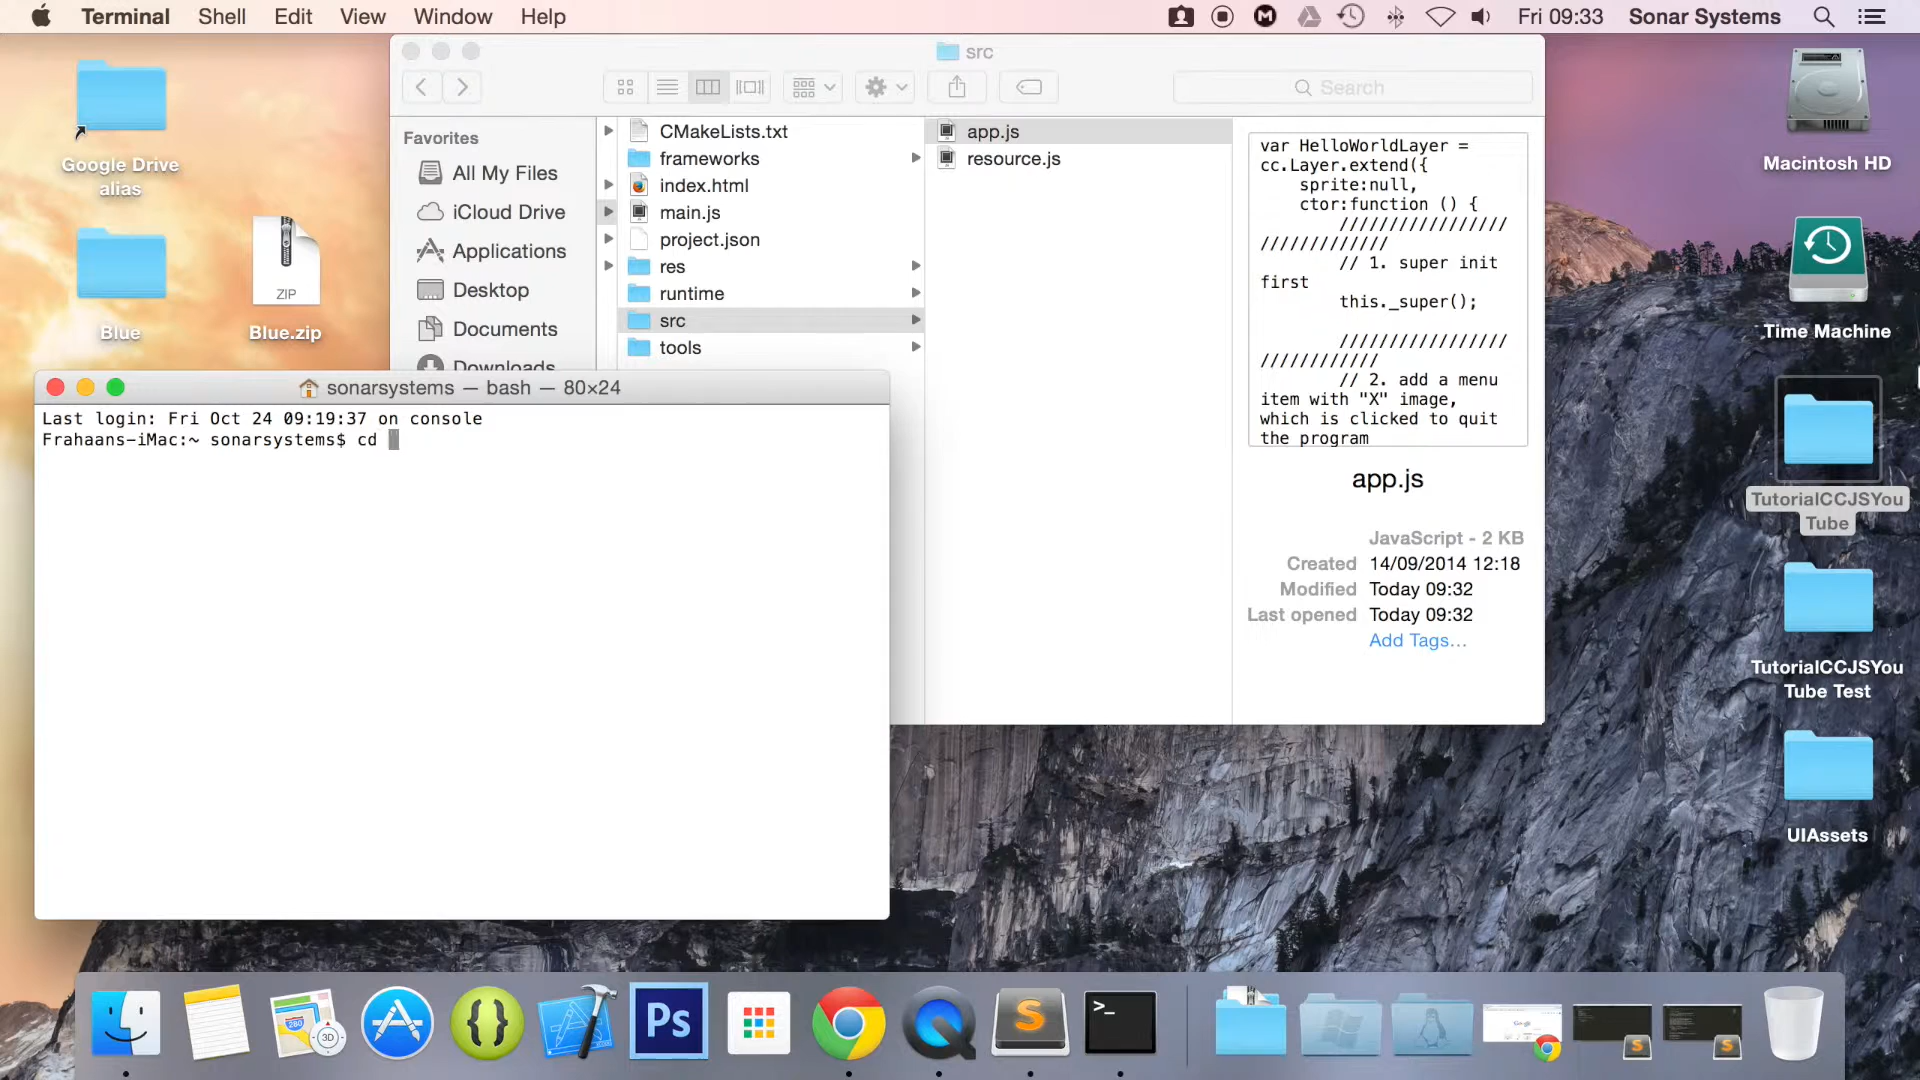 Terminal Shell Edit View Window Help Fri 09:33 Sonar Systems
src
Search
Favorites
All My Files
iCloud Drive
Applications
Desktop
Documents
Downloads
CMakeLists.txt
frameworks
index.html
main.js
project.json
res
runtime
src
tools
app.js
resource.js
var HelloWorldLayer =
cc.Layer.extend({
sprite:null,
ctor:function () {
/////////////////
/////////////
// 1. super init
first
this._super();
/////////////////
////////////
// 2. add a menu
item with "X" image,
which is clicked to quit
the program
app.js
JavaScript - 2 KB
Created 14/09/2014 12:18
Modified Today 09:32
Last opened Today 09:32
Add Tags...
sonarsystems — bash — 80×24
Last login: Fri Oct 24 09:19:37 on console
Frahaans-iMac:~ sonarsystems$ cd
Google Drive
alias
Blue
ZIP
Blue.zip
Macintosh HD
Time Machine
TutorialCCJSYou
Tube
TutorialCCJSYou
Tube Test
UIAssets
280
3D
{}
Ps
S
>_
S
S